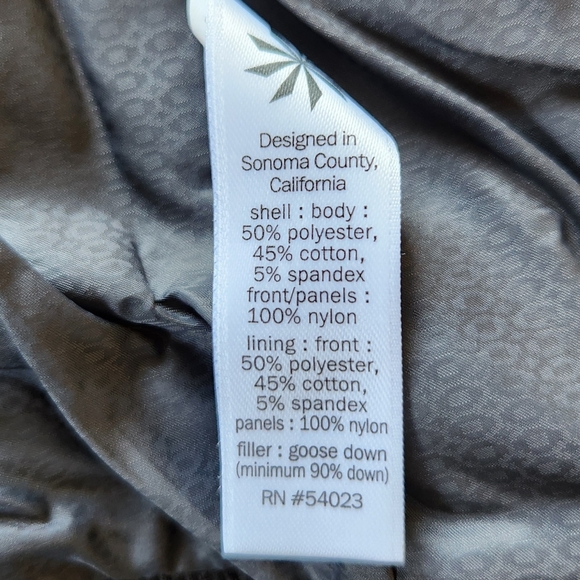 Designed in
Sonoma County,
California
shell : body :
50% polyester,
45% cotton,
5% spandex
front/panels :
100% nylon
lining : front :
50% polyester,
45% cotton,
5% spandex
panels : 100% nylon
filler : goose down
(minimum 90% down)
RN #54023